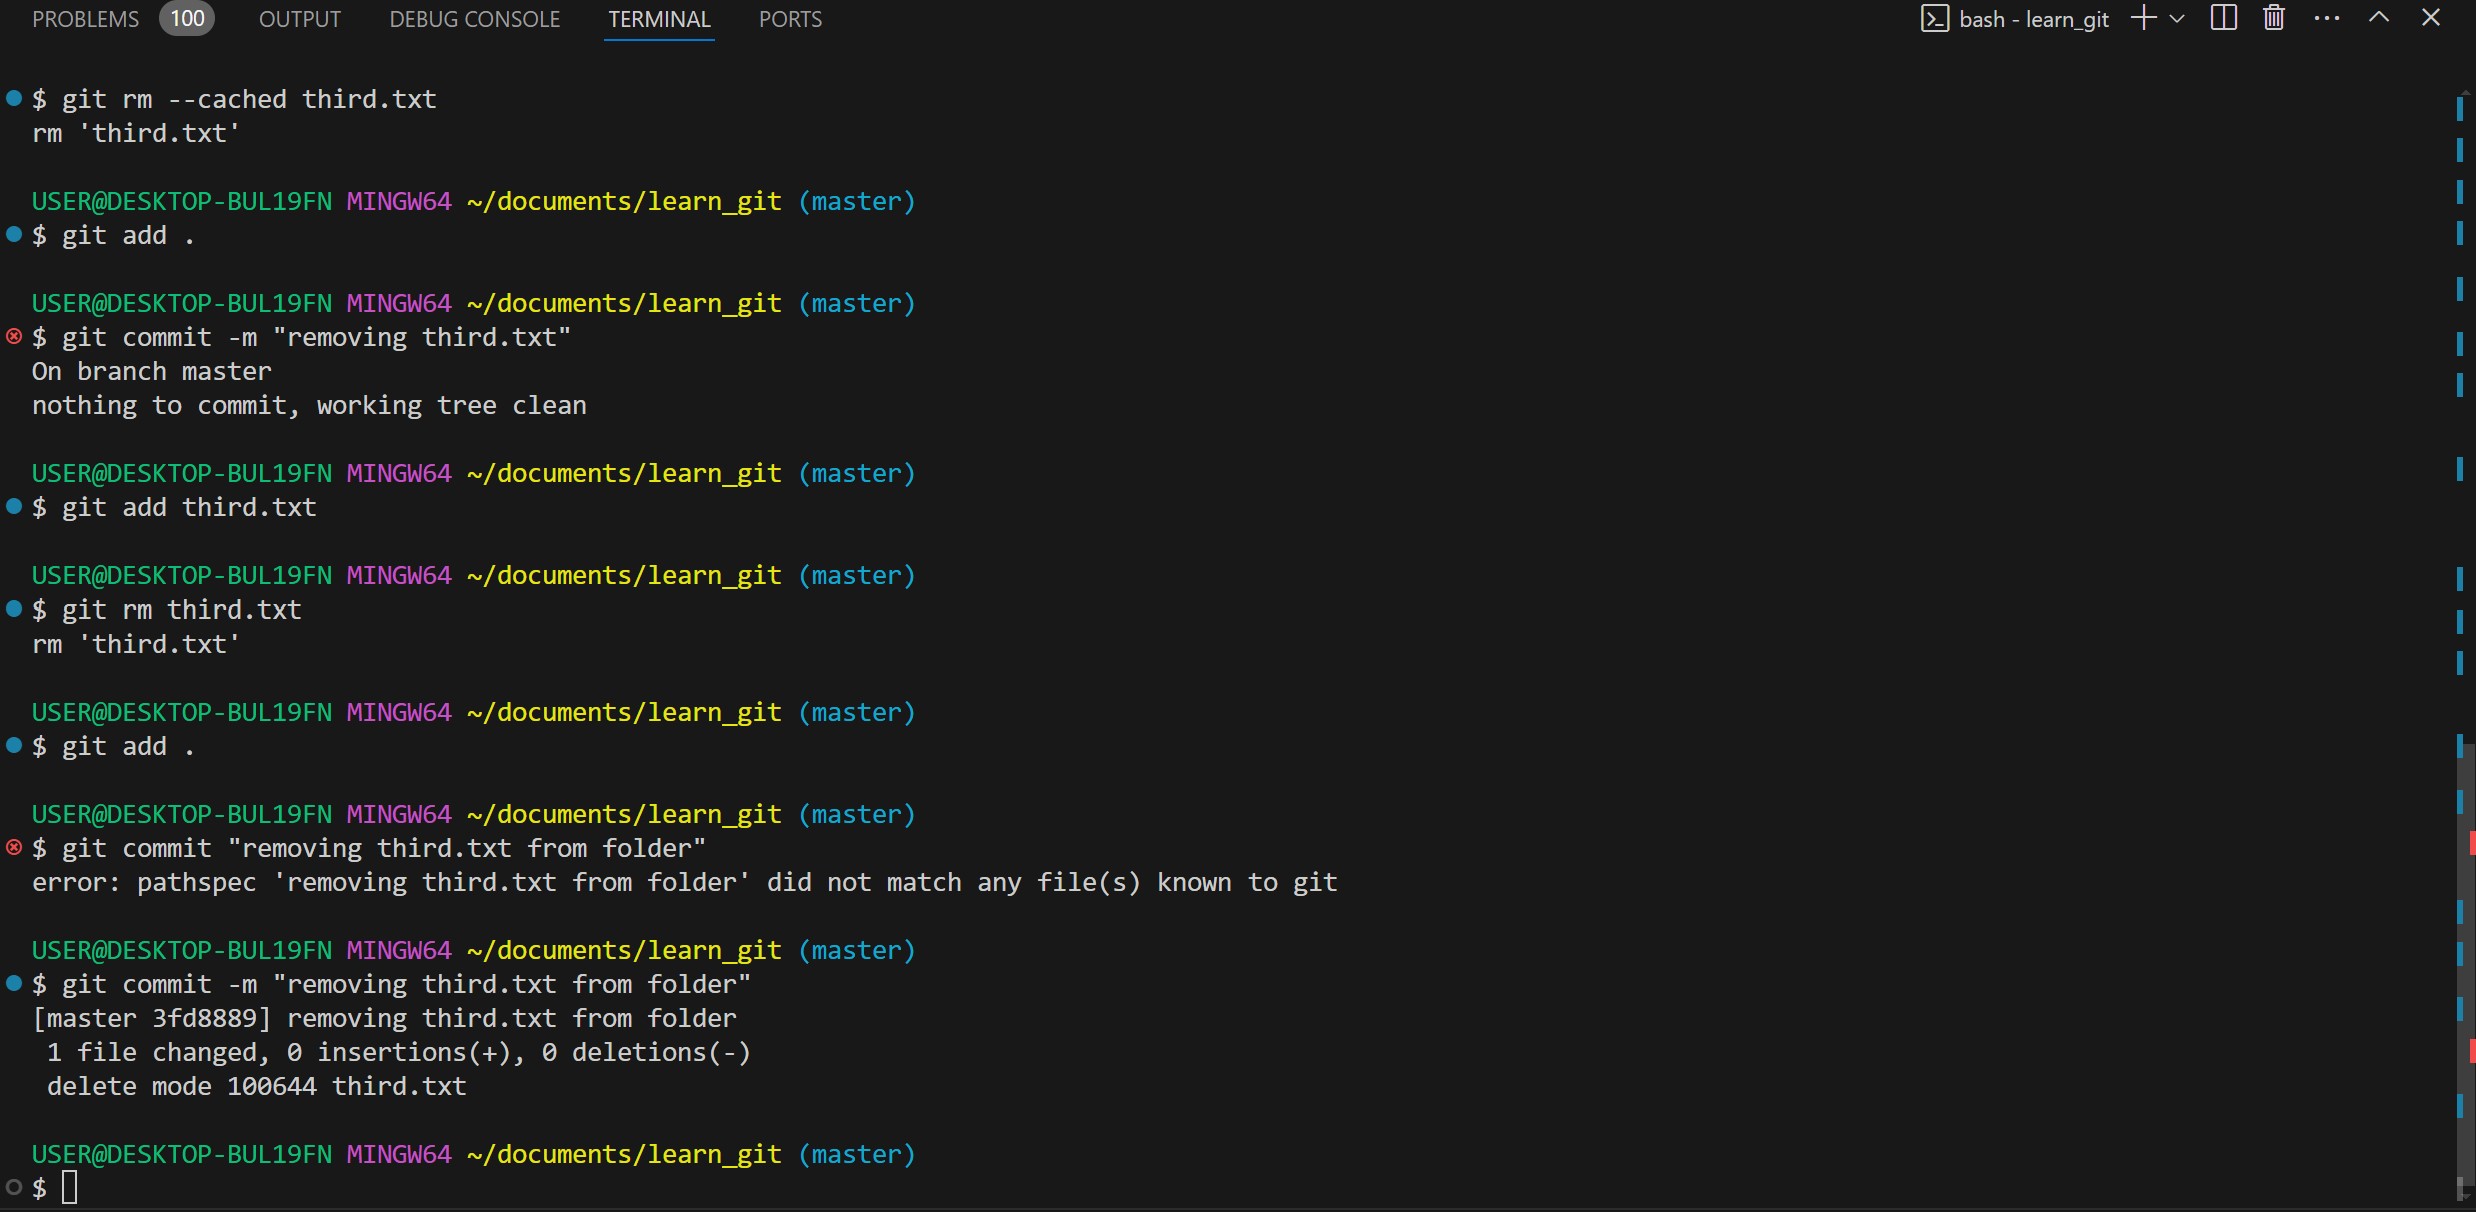 PROBLEMS 100 OUTPUT DEBUG CONSOLE TERMINAL PORTS bash - learn_git
$ git rm --cached third.txt
rm 'third.txt'
USER@DESKTOP-BUL19FN MINGW64 ~/documents/learn_git (master)
$ git add .
USER@DESKTOP-BUL19FN MINGW64 ~/documents/learn_git (master)
$ git commit -m "removing third.txt"
On branch master
nothing to commit, working tree clean
USER@DESKTOP-BUL19FN MINGW64 ~/documents/learn_git (master)
$ git add third.txt
USER@DESKTOP-BUL19FN MINGW64 ~/documents/learn_git (master)
$ git rm third.txt
rm 'third.txt'
USER@DESKTOP-BUL19FN MINGW64 ~/documents/learn_git (master)
$ git add .
USER@DESKTOP-BUL19FN MINGW64 ~/documents/learn_git (master)
$ git commit "removing third.txt from folder"
error: pathspec 'removing third.txt from folder' did not match any file(s) known to git
USER@DESKTOP-BUL19FN MINGW64 ~/documents/learn_git (master)
$ git commit -m "removing third.txt from folder"
[master 3fd8889] removing third.txt from folder
1 file changed, 0 insertions(+), 0 deletions(-)
delete mode 100644 third.txt
USER@DESKTOP-BUL19FN MINGW64 ~/documents/learn_git (master)
$